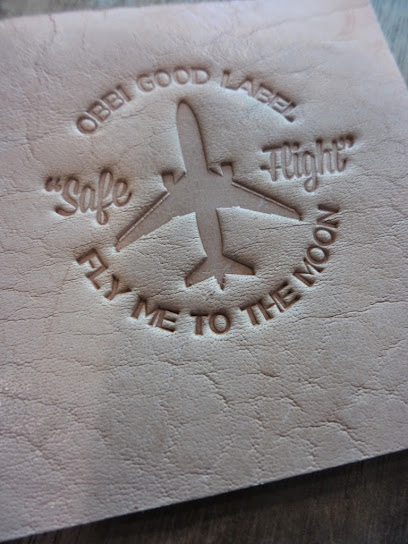 OBBI GOOD LABEL
“Safe Flight”
FLY ME TO THE MOON